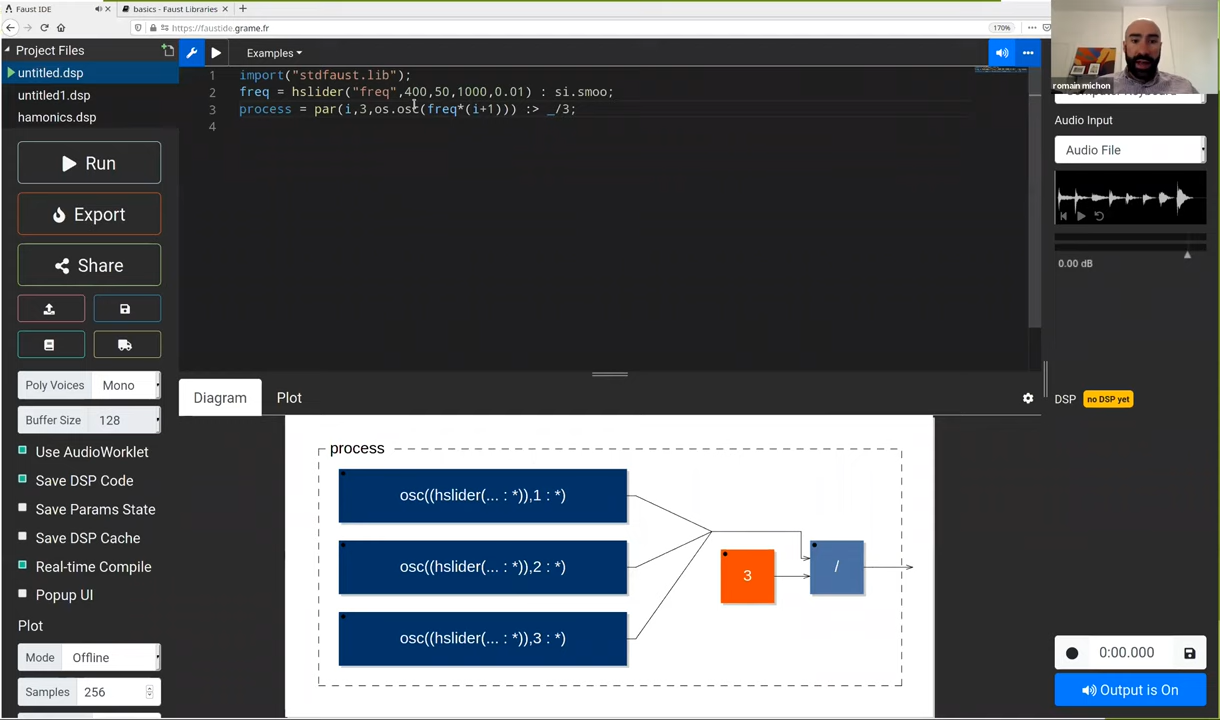 Faust IDE
basics - Faust Libraries
https://faustide.grame.fr
170%
Project Files
untitled.dsp
untitled1.dsp
hamonics.dsp
Run
Export
Share
Poly Voices
Mono
Buffer Size
128
Use AudioWorklet
Save DSP Code
Save Params State
Save DSP Cache
Real-time Compile
Popup UI
Plot
Mode
Offline
Samples
256
Examples
1 import("stdfaust.lib");
2 freq = hslider("freq",400,50,1000,0.01) : si.smoo;
3 process = par(i,3,os.osc(freq*(i+1))) :> _/3;
4
Diagram
Plot
process
osc((hslider(... : *)),1 : *)
osc((hslider(... : *)),2 : *)
osc((hslider(... : *)),3 : *)
3
/
romain michon
Audio Input
Audio File
0.00 dB
DSP
no DSP yet
0:00.000
Output is On